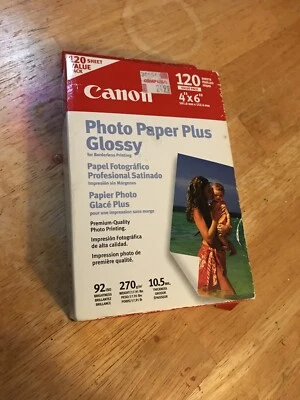 120 SHEET
VALUE
PACK
Canon
120
4"x6"
Photo Paper Plus
Glossy
for Borderless Printing
Papel Fotográfico
Profesional Satinado
Impresión sin Márgenes
Papier Photo
Glacé Plus
pour une impression sans marge
Premium-Quality
Photo Printing.
Impresión Fotográfica
de alta calidad.
Impression photo de
première qualité.
92
270
10.5
BRIGHTNESS
THICKNESS